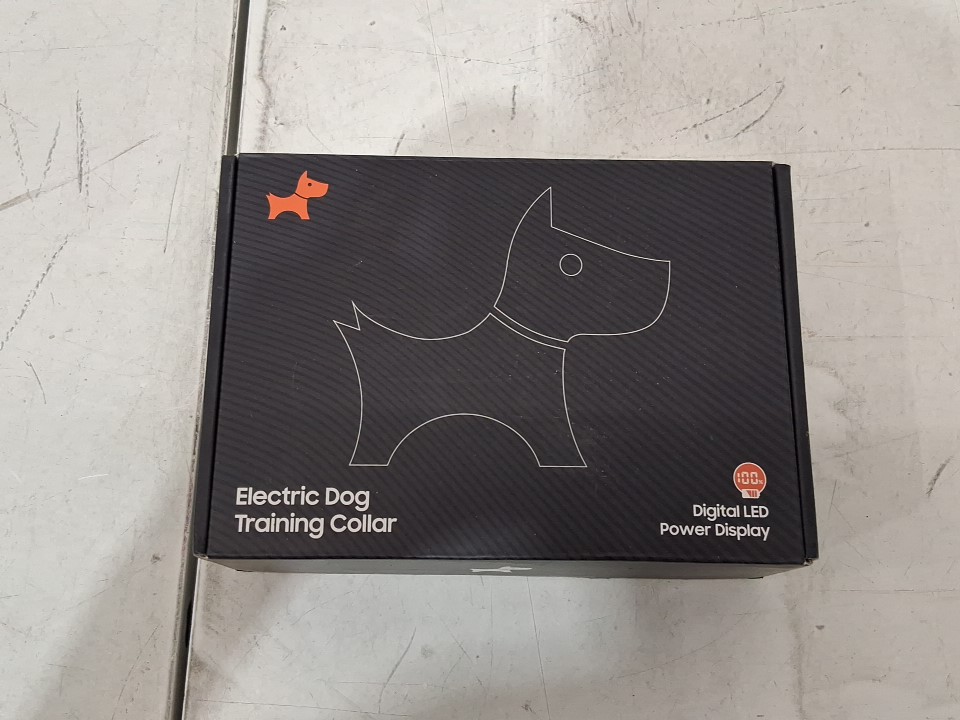 Electric Dog
Training Collar
100%
Digital LED
Power Display